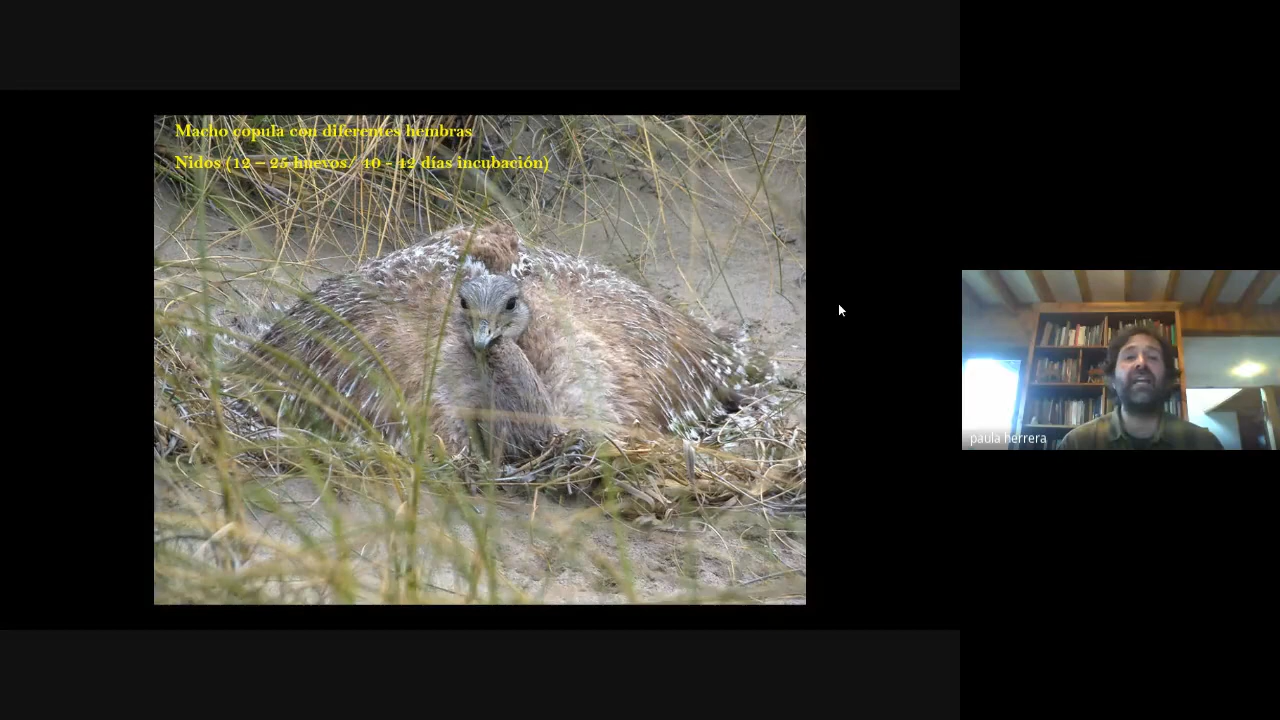 Macho copula con diferentes hembras
Nidos (12 – 25 huevos/ 40 - 42 días incubación)
paula herrera